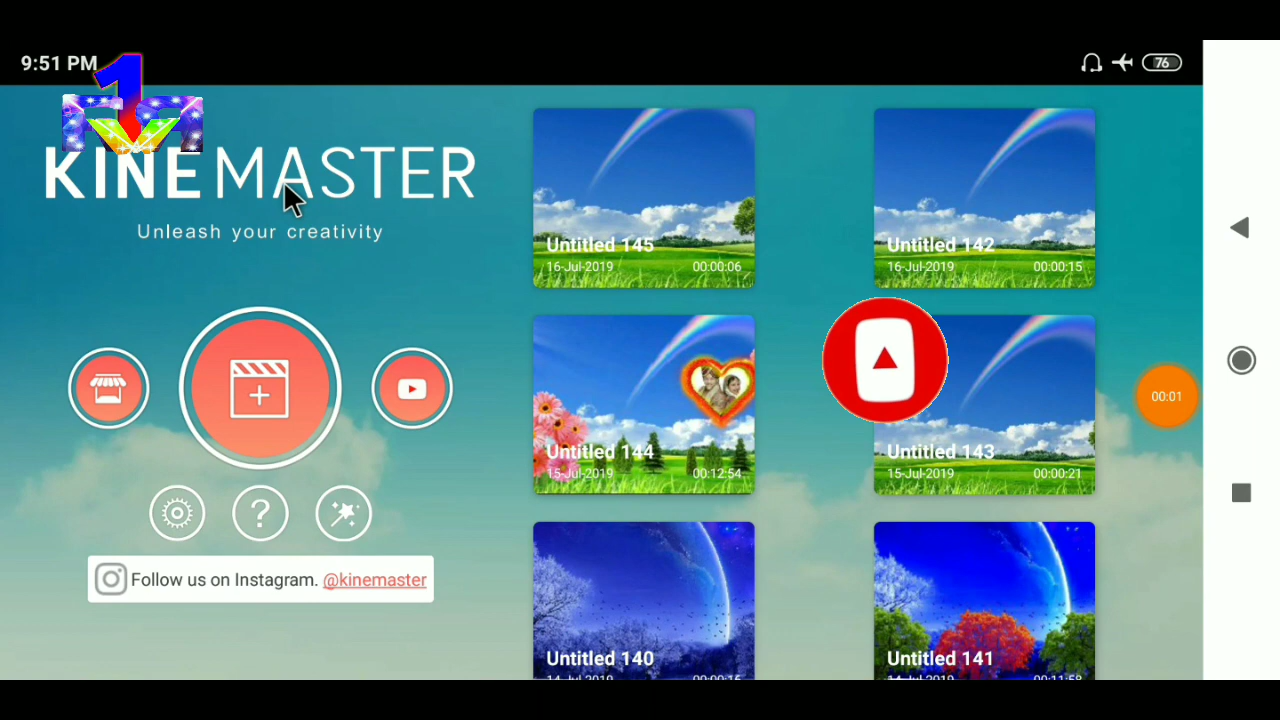 9:51 PM
76
1
KINEMASTER
Unleash your creativity
Follow us on Instagram. @kinemaster
Untitled 145
16-Jul-2019 00:00:06
Untitled 142
16-Jul-2019 00:00:15
Untitled 144
15-Jul-2019 00:12:54
Untitled 143
15-Jul-2019 00:00:21
00:01
Untitled 140
Untitled 141